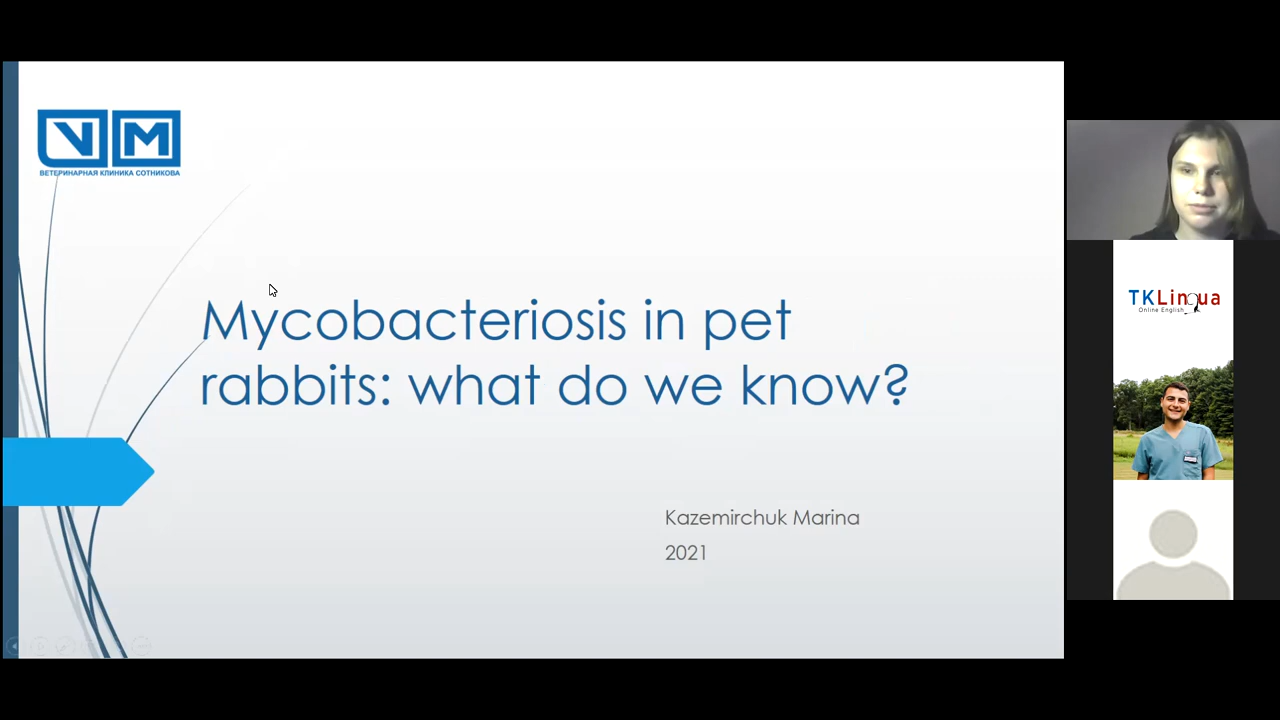 VM
ВЕТЕРИНАРНАЯ КЛИНИКА СОТНИКОВА
Mycobacteriosis in pet
rabbits: what do we know?
Kazemirchuk Marina
2021
TKLingua
Online English